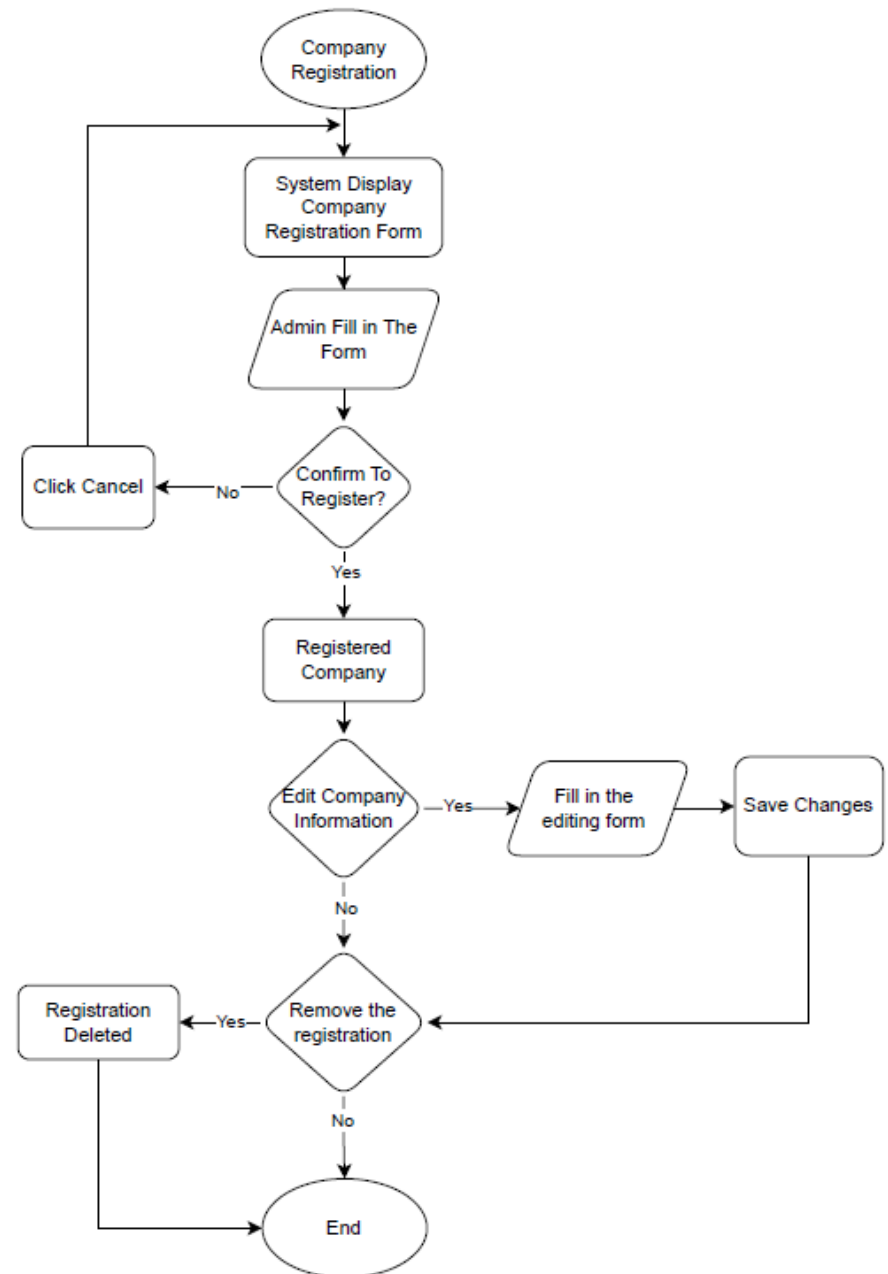 Company
Registration
System Display
Company
Registration Form
Admin Fill in The
Form
Confirm To
Register?
No
Click Cancel
Yes
Registered
Company
Edit Company
Information
Yes
Fill in the
editing form
Save Changes
No
Remove the
registration
Yes
Registration
Deleted
No
End